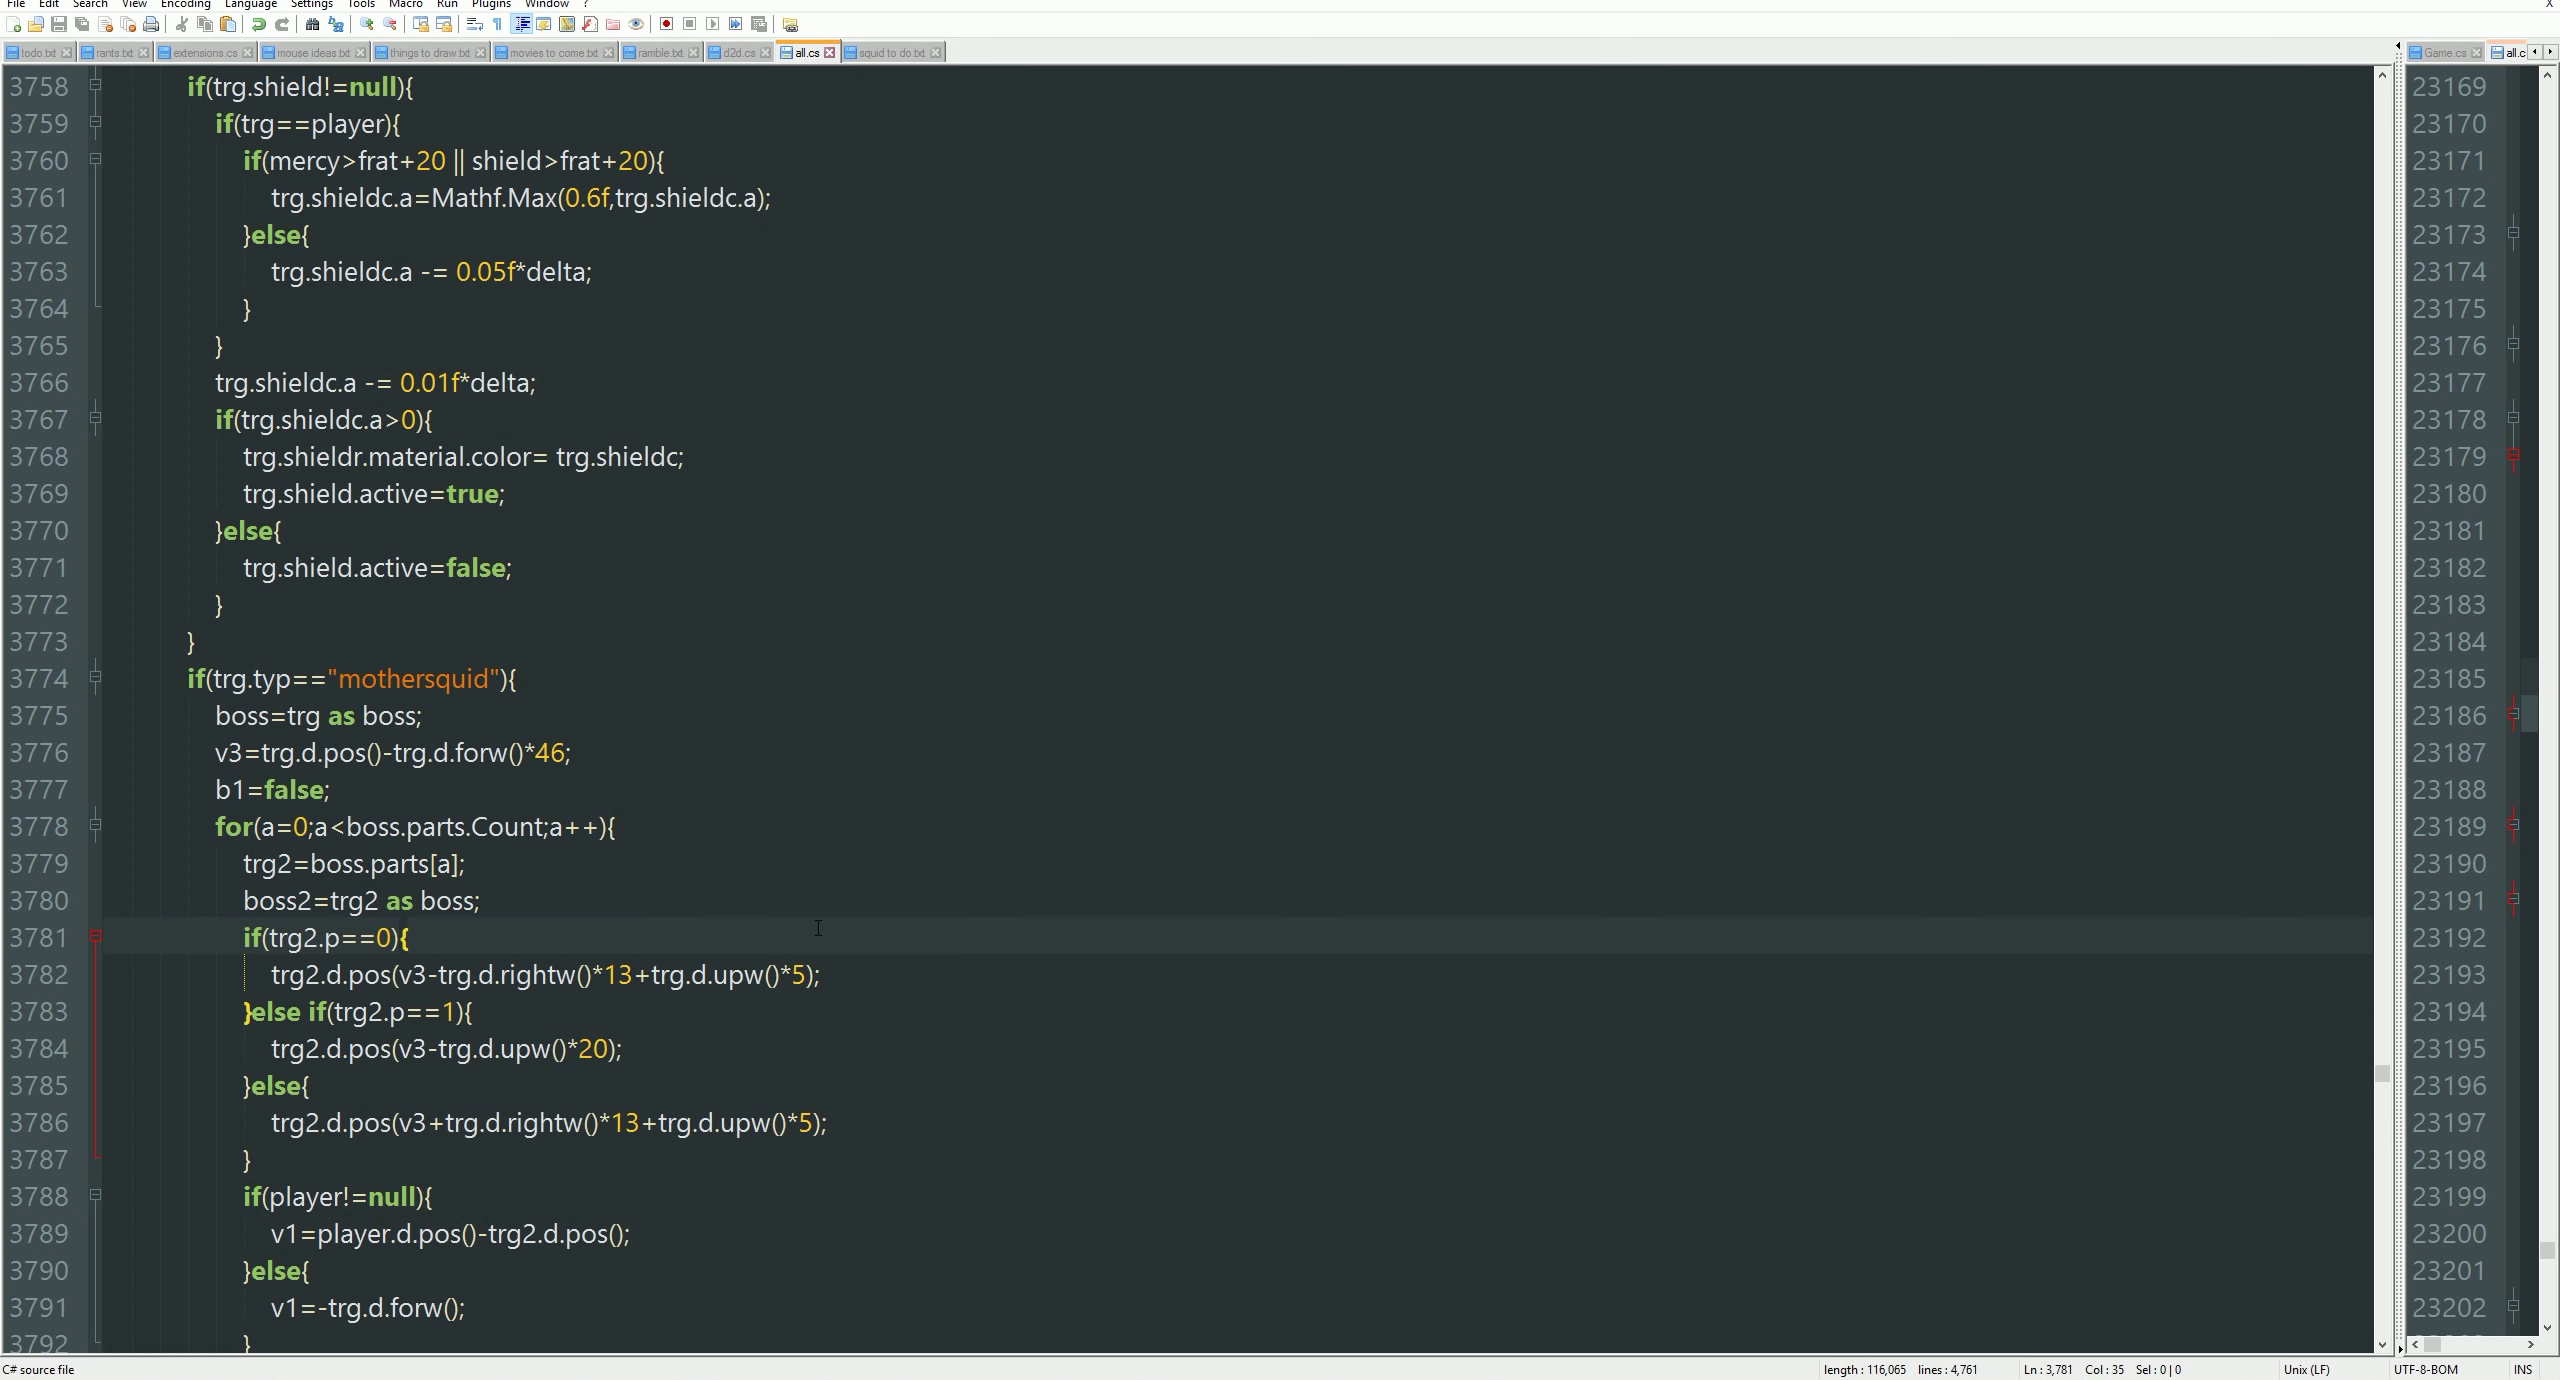 File Edit Search View Encoding Language Settings Tools Macro Run Plugins Window ? X
todo.txt rants.txt extensions.cs mouse ideas.txt things to draw.txt movies to come.txt ramble.txt d2d.cs all.cs squid to do.txt Game.cs all.c
3758 if(trg.shield!=null){
3759 if(trg==player){
3760 if(mercy>frat+20 || shield>frat+20){
3761 trg.shieldc.a=Mathf.Max(0.6f,trg.shieldc.a);
3762 }else{
3763 trg.shieldc.a -= 0.05f*delta;
3764 }
3765 }
3766 trg.shieldc.a -= 0.01f*delta;
3767 if(trg.shieldc.a>0){
3768 trg.shieldr.material.color= trg.shieldc;
3769 trg.shield.active=true;
3770 }else{
3771 trg.shield.active=false;
3772 }
3773 }
3774 if(trg.typ=="mothersquid"){
3775 boss=trg as boss;
3776 v3=trg.d.pos()-trg.d.forw()*46;
3777 b1=false;
3778 for(a=0;a<boss.parts.Count;a++){
3779 trg2=boss.parts[a];
3780 boss2=trg2 as boss;
3781 if(trg2.p==0){
3782 trg2.d.pos(v3-trg.d.rightw()*13+trg.d.upw()*5);
3783 }else if(trg2.p==1){
3784 trg2.d.pos(v3-trg.d.upw()*20);
3785 }else{
3786 trg2.d.pos(v3+trg.d.rightw()*13+trg.d.upw()*5);
3787 }
3788 if(player!=null){
3789 v1=player.d.pos()-trg2.d.pos();
3790 }else{
3791 v1=-trg.d.forw();
3792 }
23169
23170
23171
23172
23173
23174
23175
23176
23177
23178
23179
23180
23181
23182
23183
23184
23185
23186
23187
23188
23189
23190
23191
23192
23193
23194
23195
23196
23197
23198
23199
23200
23201
23202
C# source file length : 116,065 lines : 4,761 Ln : 3,781 Col : 35 Sel : 0 | 0 Unix (LF) UTF-8-BOM INS